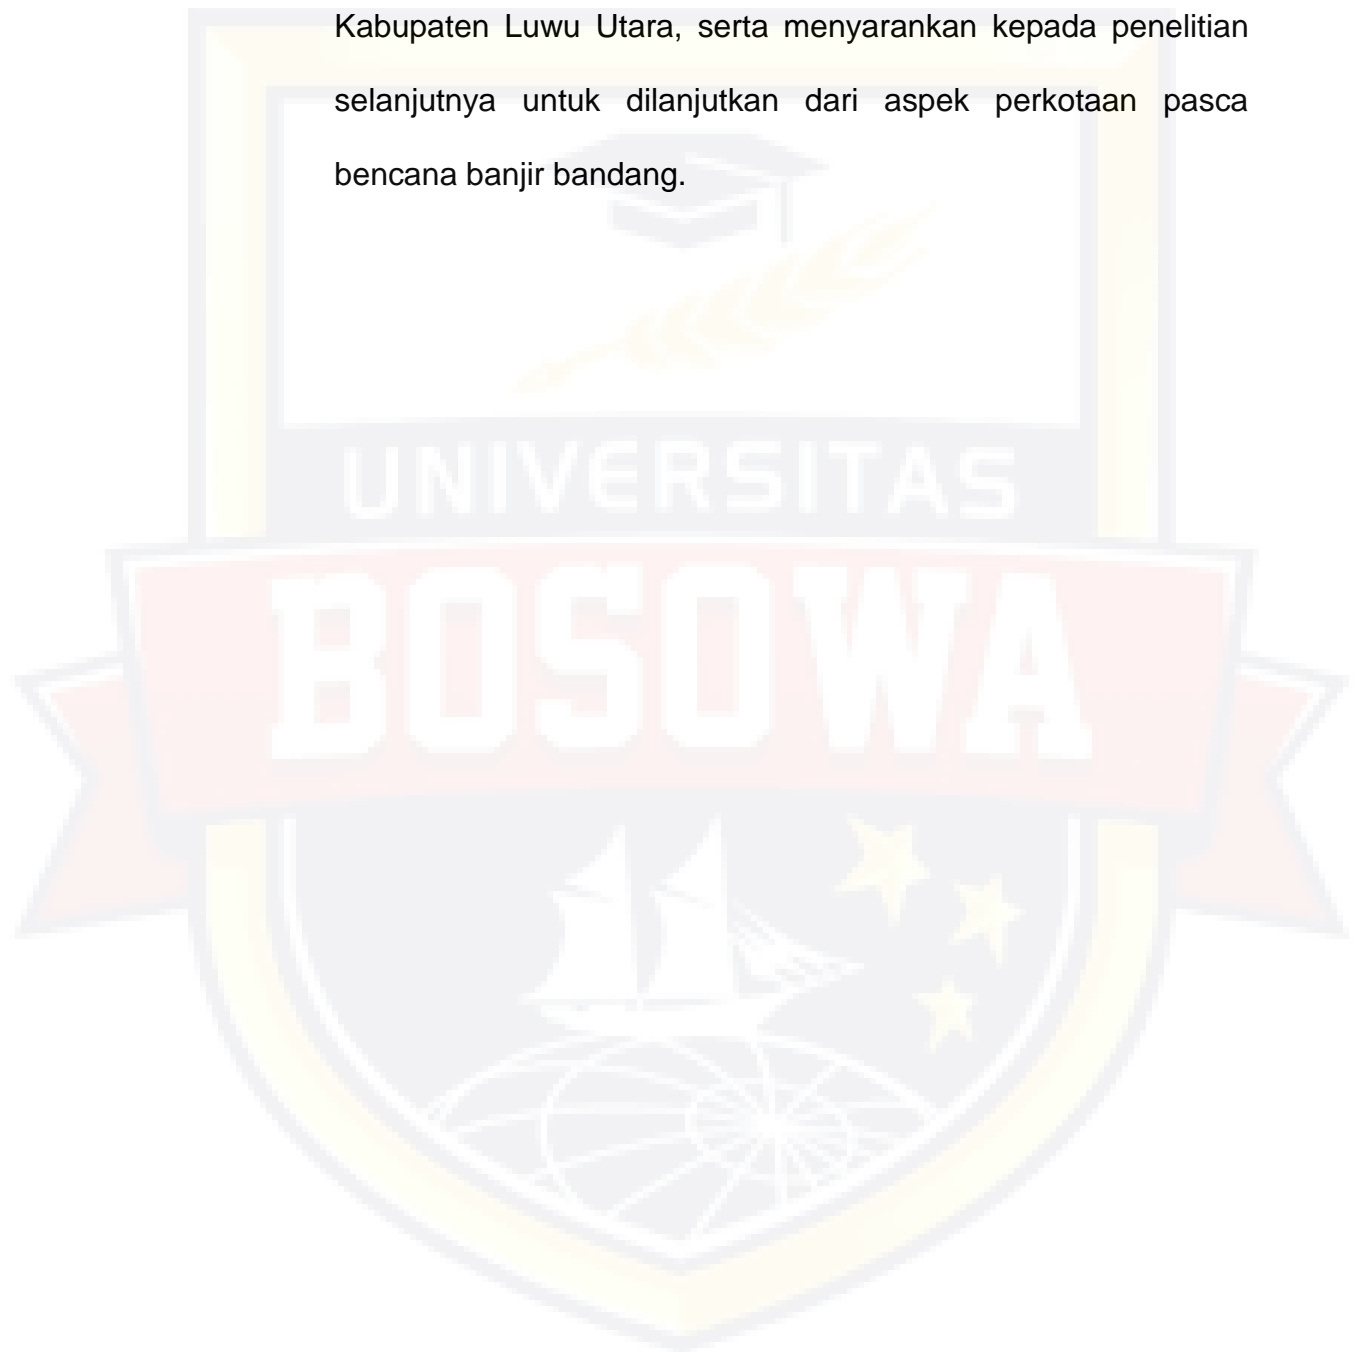 Kabupaten Luwu Utara, serta menyarankan kepada penelitian
selanjutnya untuk dilanjutkan dari aspek perkotaan pasca
bencana banjir bandang.
UNIVERSITAS
BOSOWA